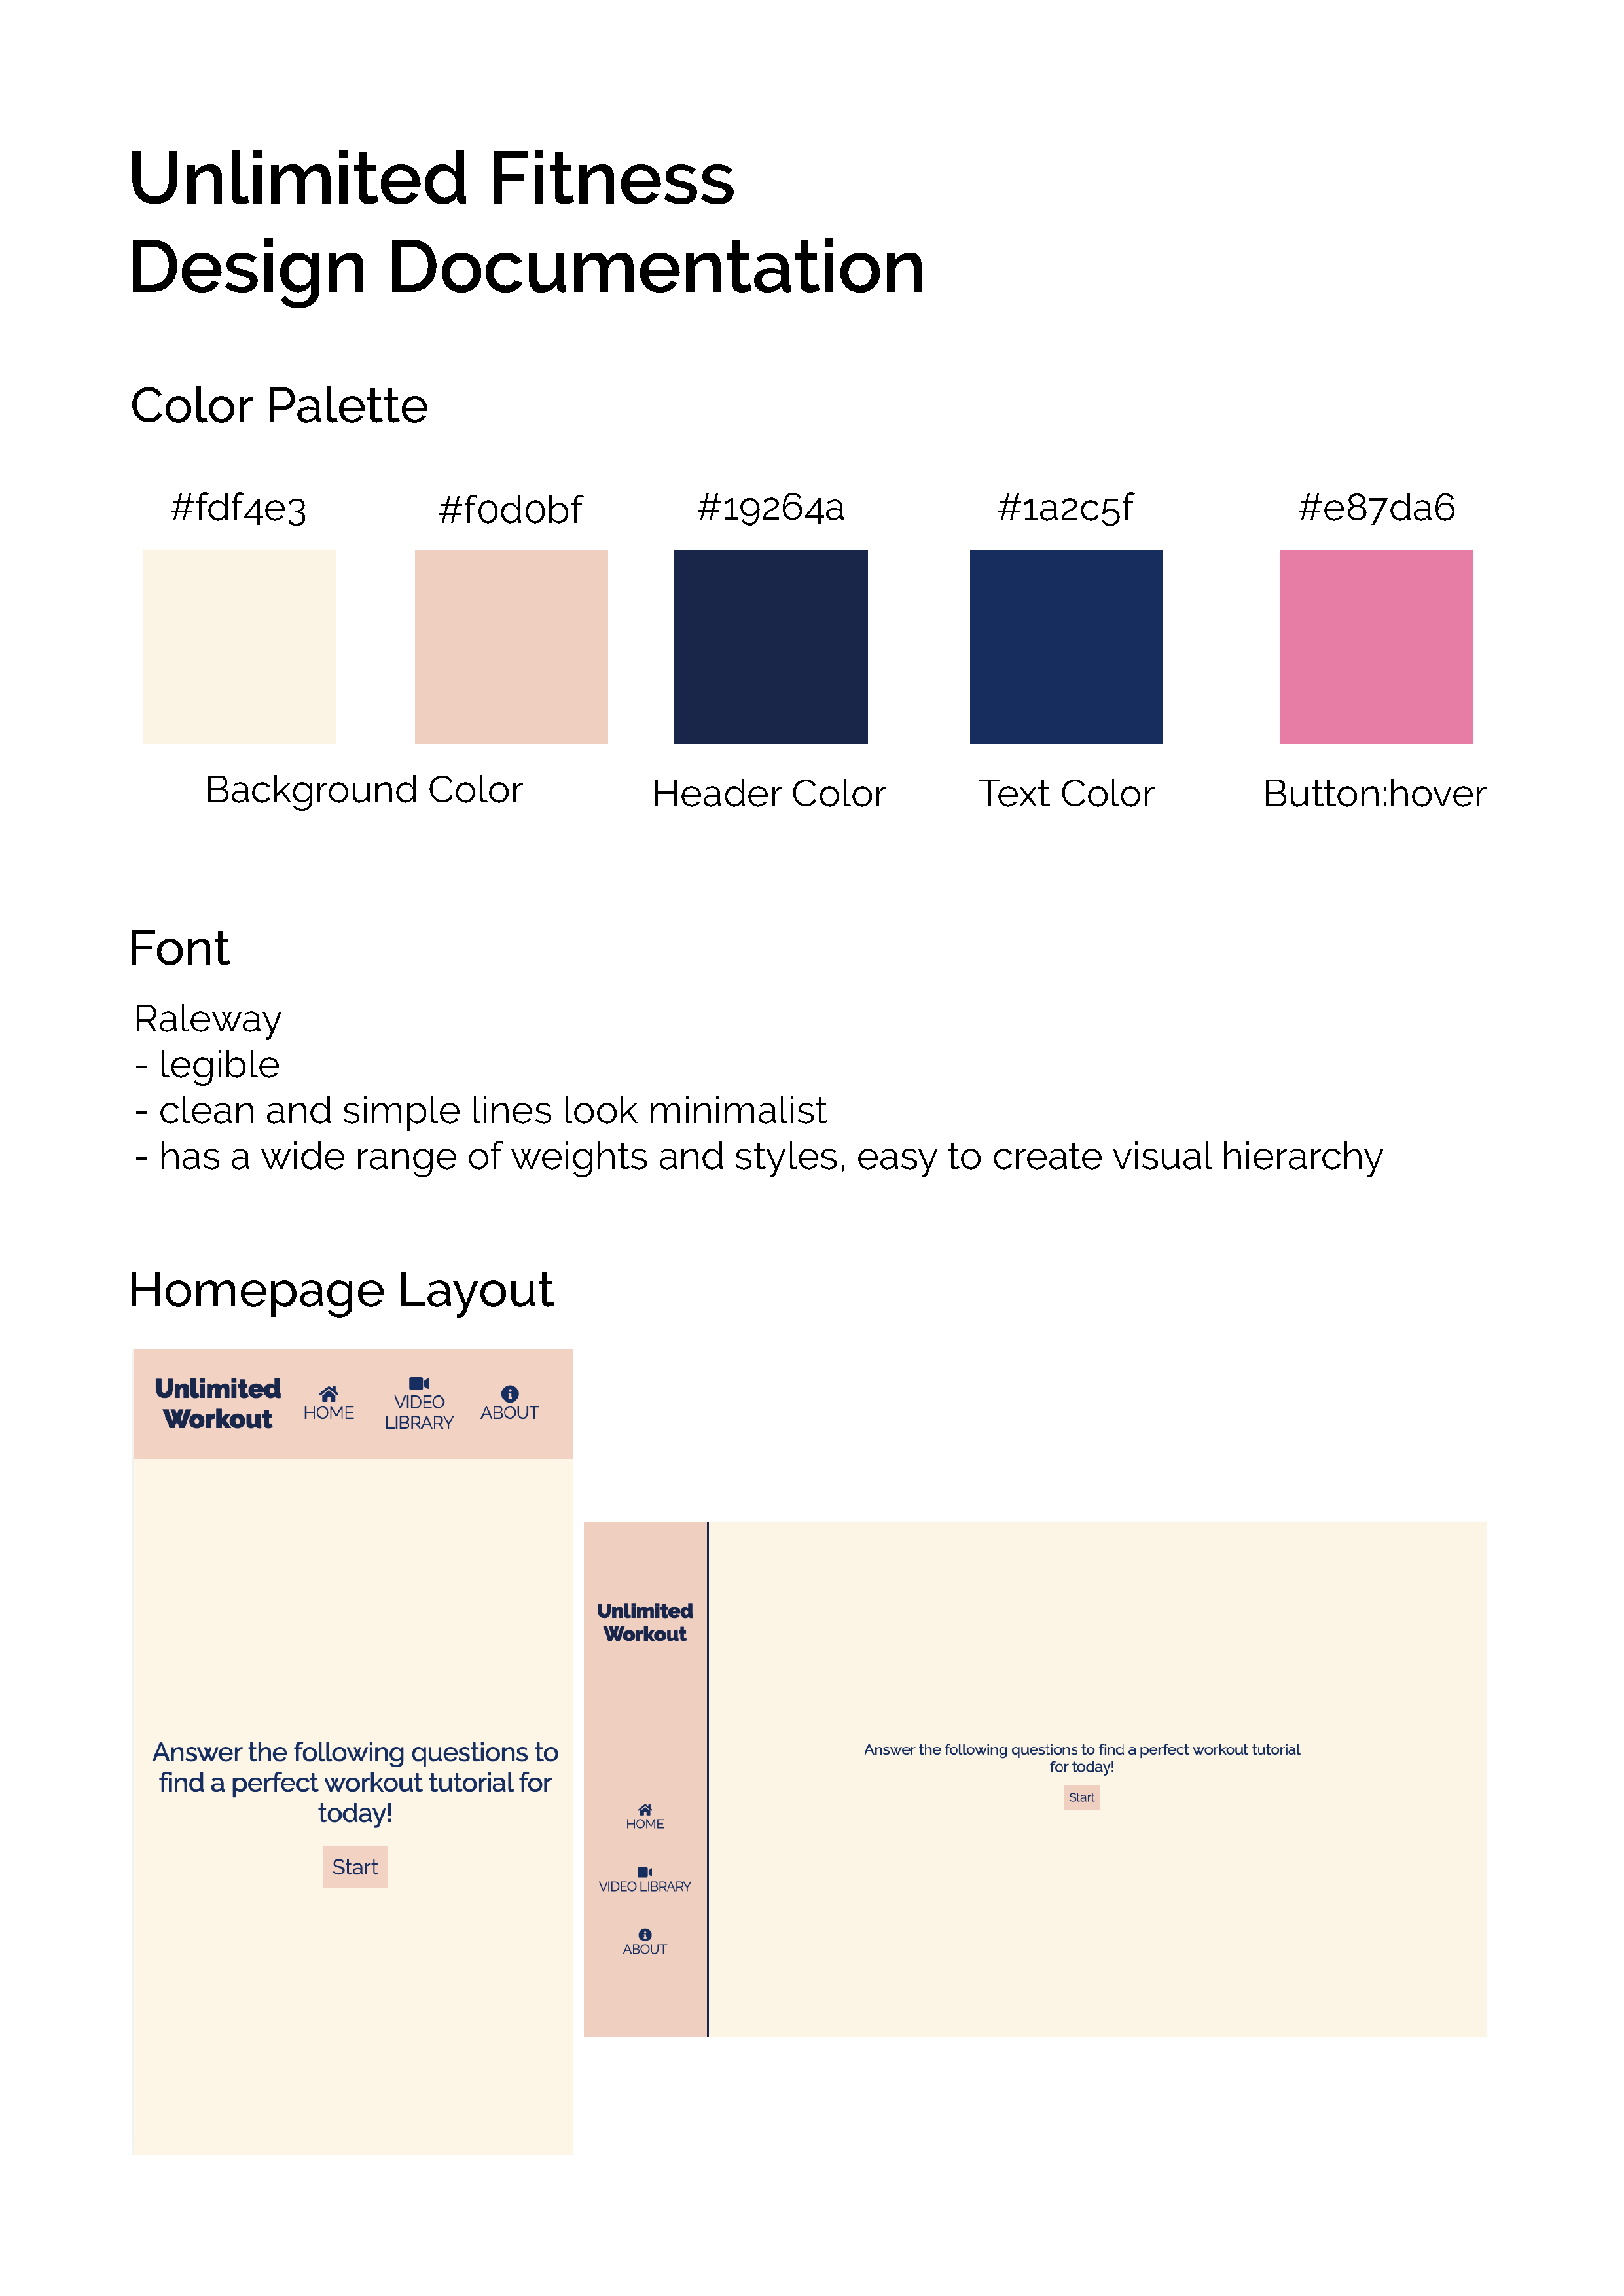 Unlimited Fitness
Design Documentation
Color Palette
#fdf4e3
#f0d0bf
#19264a
#1a2c5f
#e87da6
Background Color
Header Color
Text Color
Button:hover
Font
Raleway
- legible
- clean and simple lines look minimalist
- has a wide range of weights and styles, easy to create visual hierarchy
Homepage Layout
Unlimited
Workout
HOME
VIDEO
LIBRARY
ABOUT
Answer the following questions to
find a perfect workout tutorial for
today!
Start
Unlimited
Workout
HOME
VIDEO LIBRARY
ABOUT
Answer the following questions to find a perfect workout tutorial
for today!
Start